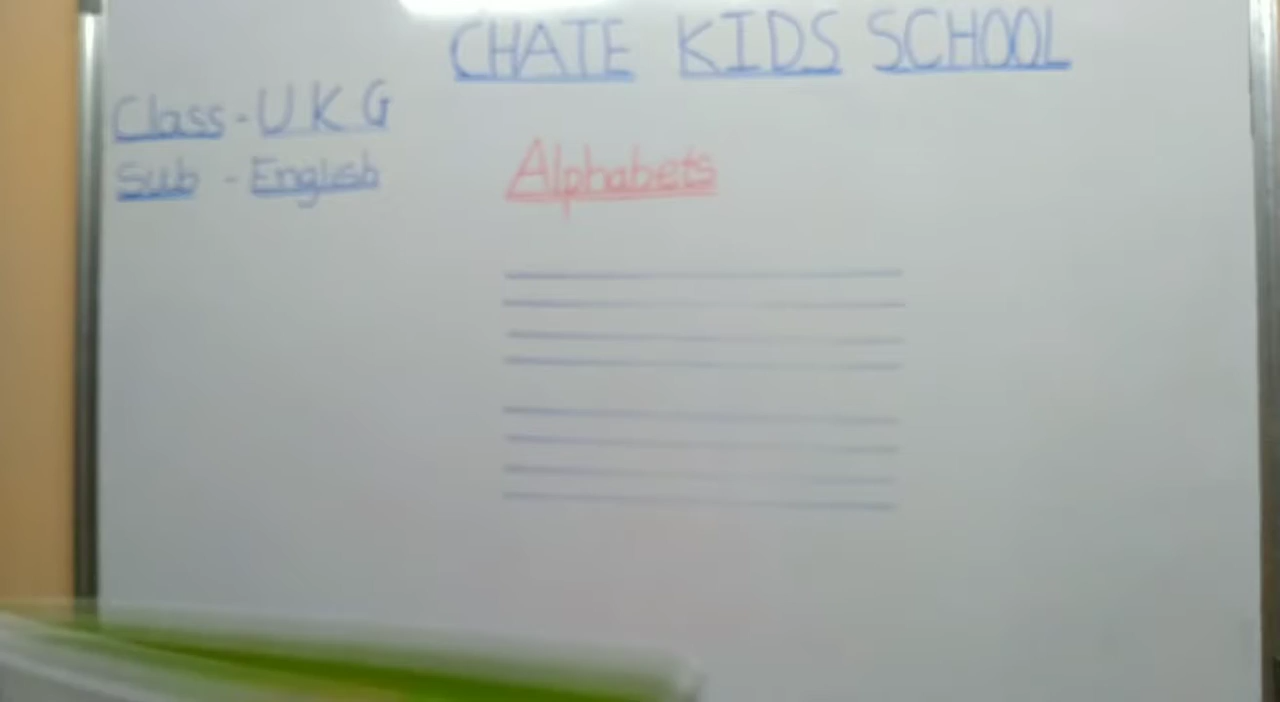 CHATE KIDS SCHOOL
Class - U K G
Sub - English
Alphabets